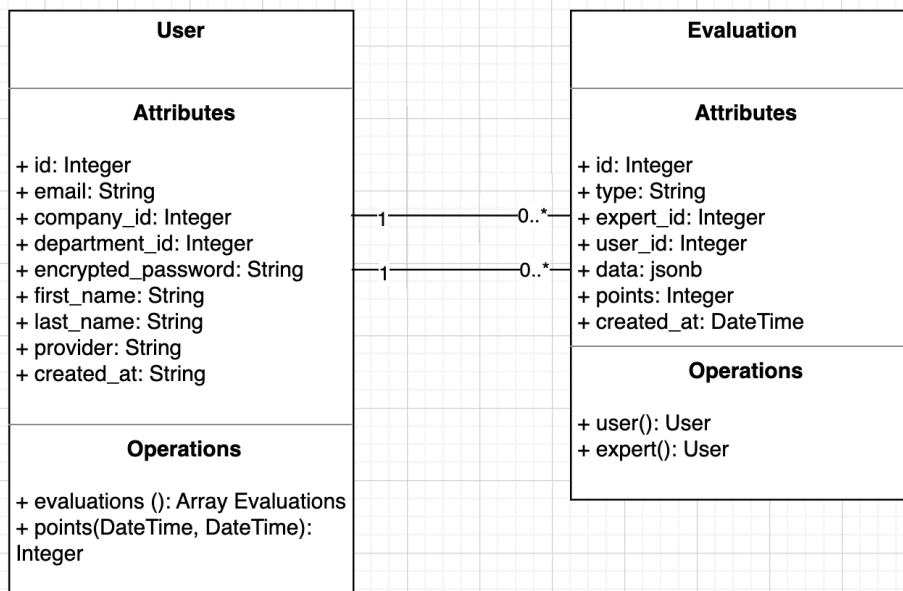 User
Attributes
+ id: Integer
+ email: String
+ company_id: Integer
+ department_id: Integer
+ encrypted_password: String
+ first_name: String
+ last_name: String
+ provider: String
+ created_at: String
Operations
+ evaluations (): Array Evaluations
+ points(DateTime, DateTime):
Integer
1
0..*
1
0..*
Evaluation
Attributes
+ id: Integer
+ type: String
+ expert_id: Integer
+ user_id: Integer
+ data: jsonb
+ points: Integer
+ created_at: DateTime
Operations
+ user(): User
+ expert(): User